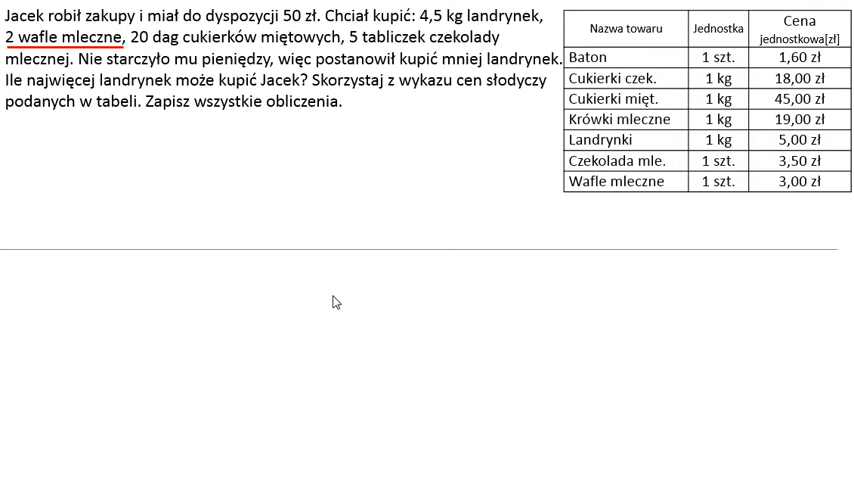 Jacek robił zakupy i miał do dyspozycji 50 zł. Chciał kupić: 4,5 kg landrynek,
2 wafle mleczne, 20 dag cukierków miętowych, 5 tabliczek czekolady
mlecznej. Nie starczyło mu pieniędzy, więc postanowił kupić mniej landrynek.
Ile najwięcej landrynek może kupić Jacek? Skorzystaj z wykazu cen słodyczy
podanych w tabeli. Zapisz wszystkie obliczenia.
Nazwa towaru Jednostka Cena jednostkowa[zł]
Baton 1 szt. 1,60 zł
Cukierki czek. 1 kg 18,00 zł
Cukierki mięt. 1 kg 45,00 zł
Krówki mleczne 1 kg 19,00 zł
Landrynki 1 kg 5,00 zł
Czekolada mle. 1 szt. 3,50 zł
Wafle mleczne 1 szt. 3,00 zł